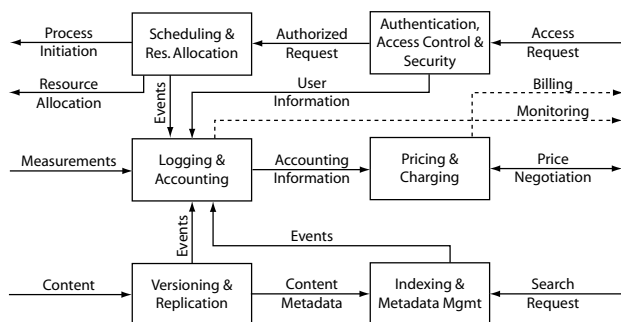 Process
Initiation
Scheduling &
Res. Allocation
Authorized
Request
Authentication,
Access Control &
Security
Access
Request
Resource
Allocation
Events
User
Information
Billing
Monitoring
Measurements
Logging &
Accounting
Accounting
Information
Pricing &
Charging
Price
Negotiation
Events
Events
Content
Versioning &
Replication
Content
Metadata
Indexing &
Metadata Mgmt
Search
Request